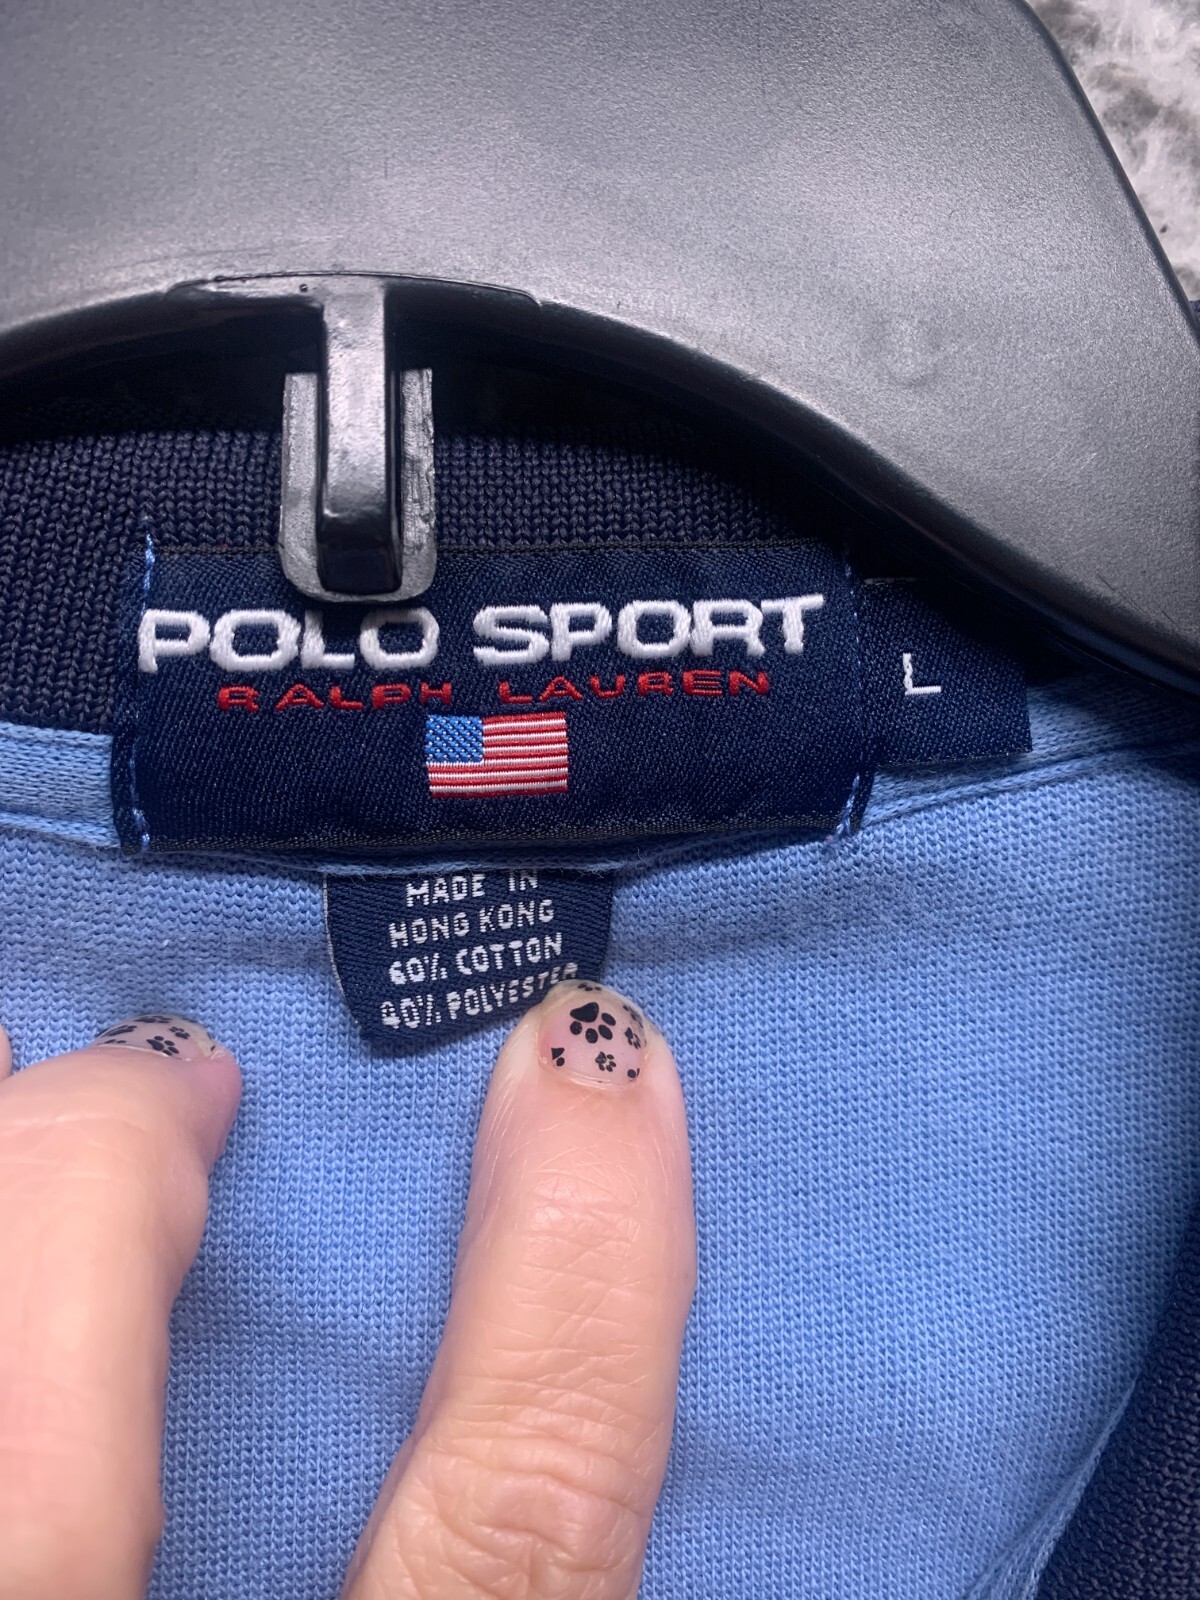 POLO SPORT
RALPH LAUREN
L
MADE IN
HONG KONG
60% COTTON
40% POLYESTER